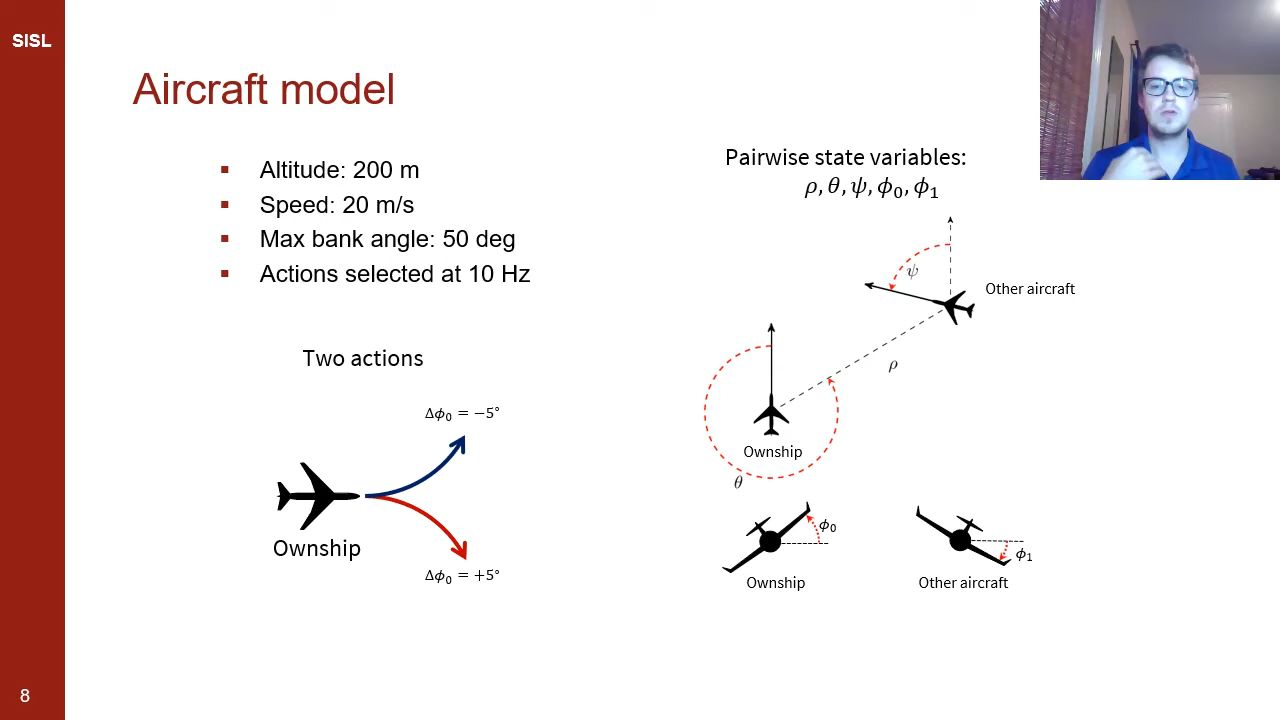 SISL
Aircraft model
▪ Altitude: 200 m
▪ Speed: 20 m/s
▪ Max bank angle: 50 deg
▪ Actions selected at 10 Hz
Two actions
Δϕ₀ = −5°
Ownship
Δϕ₀ = +5°
Pairwise state variables:
ρ, θ, ψ, ϕ₀, ϕ₁
ψ
Other aircraft
ρ
Ownship
θ
ϕ₀
Ownship
ϕ₁
Other aircraft
8